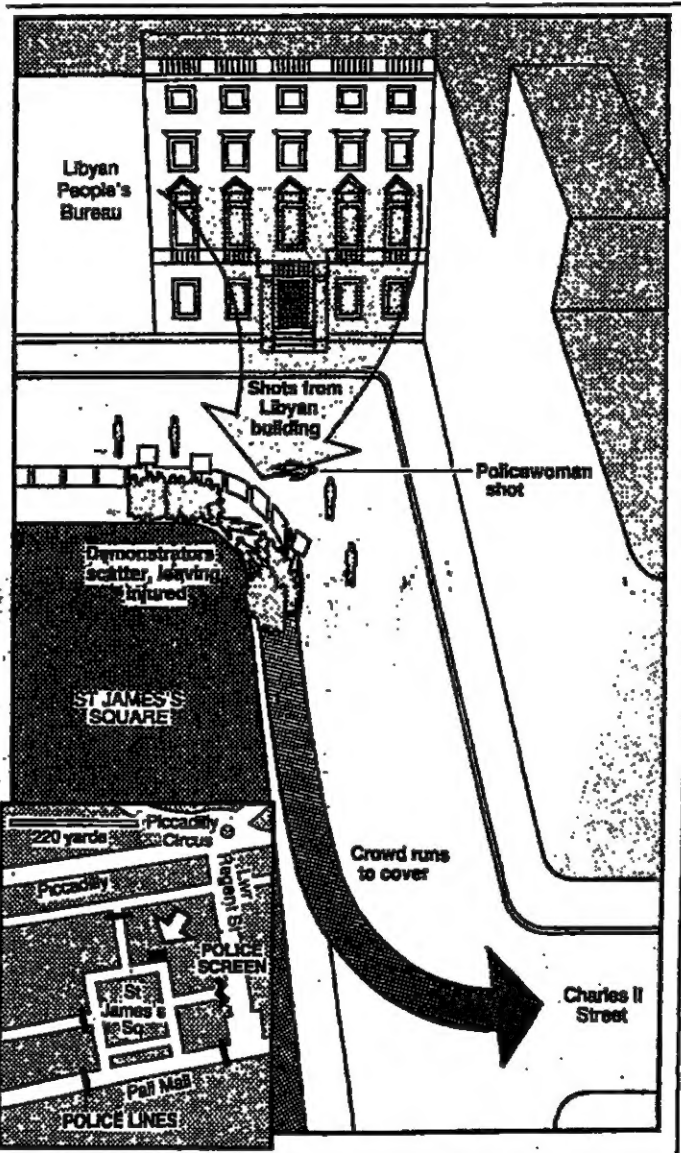 Libyan
People's
Bureau
Shots from
Libyan
building
Policewoman
shot
Demonstrators
scatter, leaving
injured
ST JAMES'S
SQUARE
Crowd runs
to cover
Charles II
Street
220 yards
Piccadilly
Circus
Piccadilly
Lwr
Regent St
POLICE
SCREEN
St
James's
Sq
Pall Mall
POLICE LINES